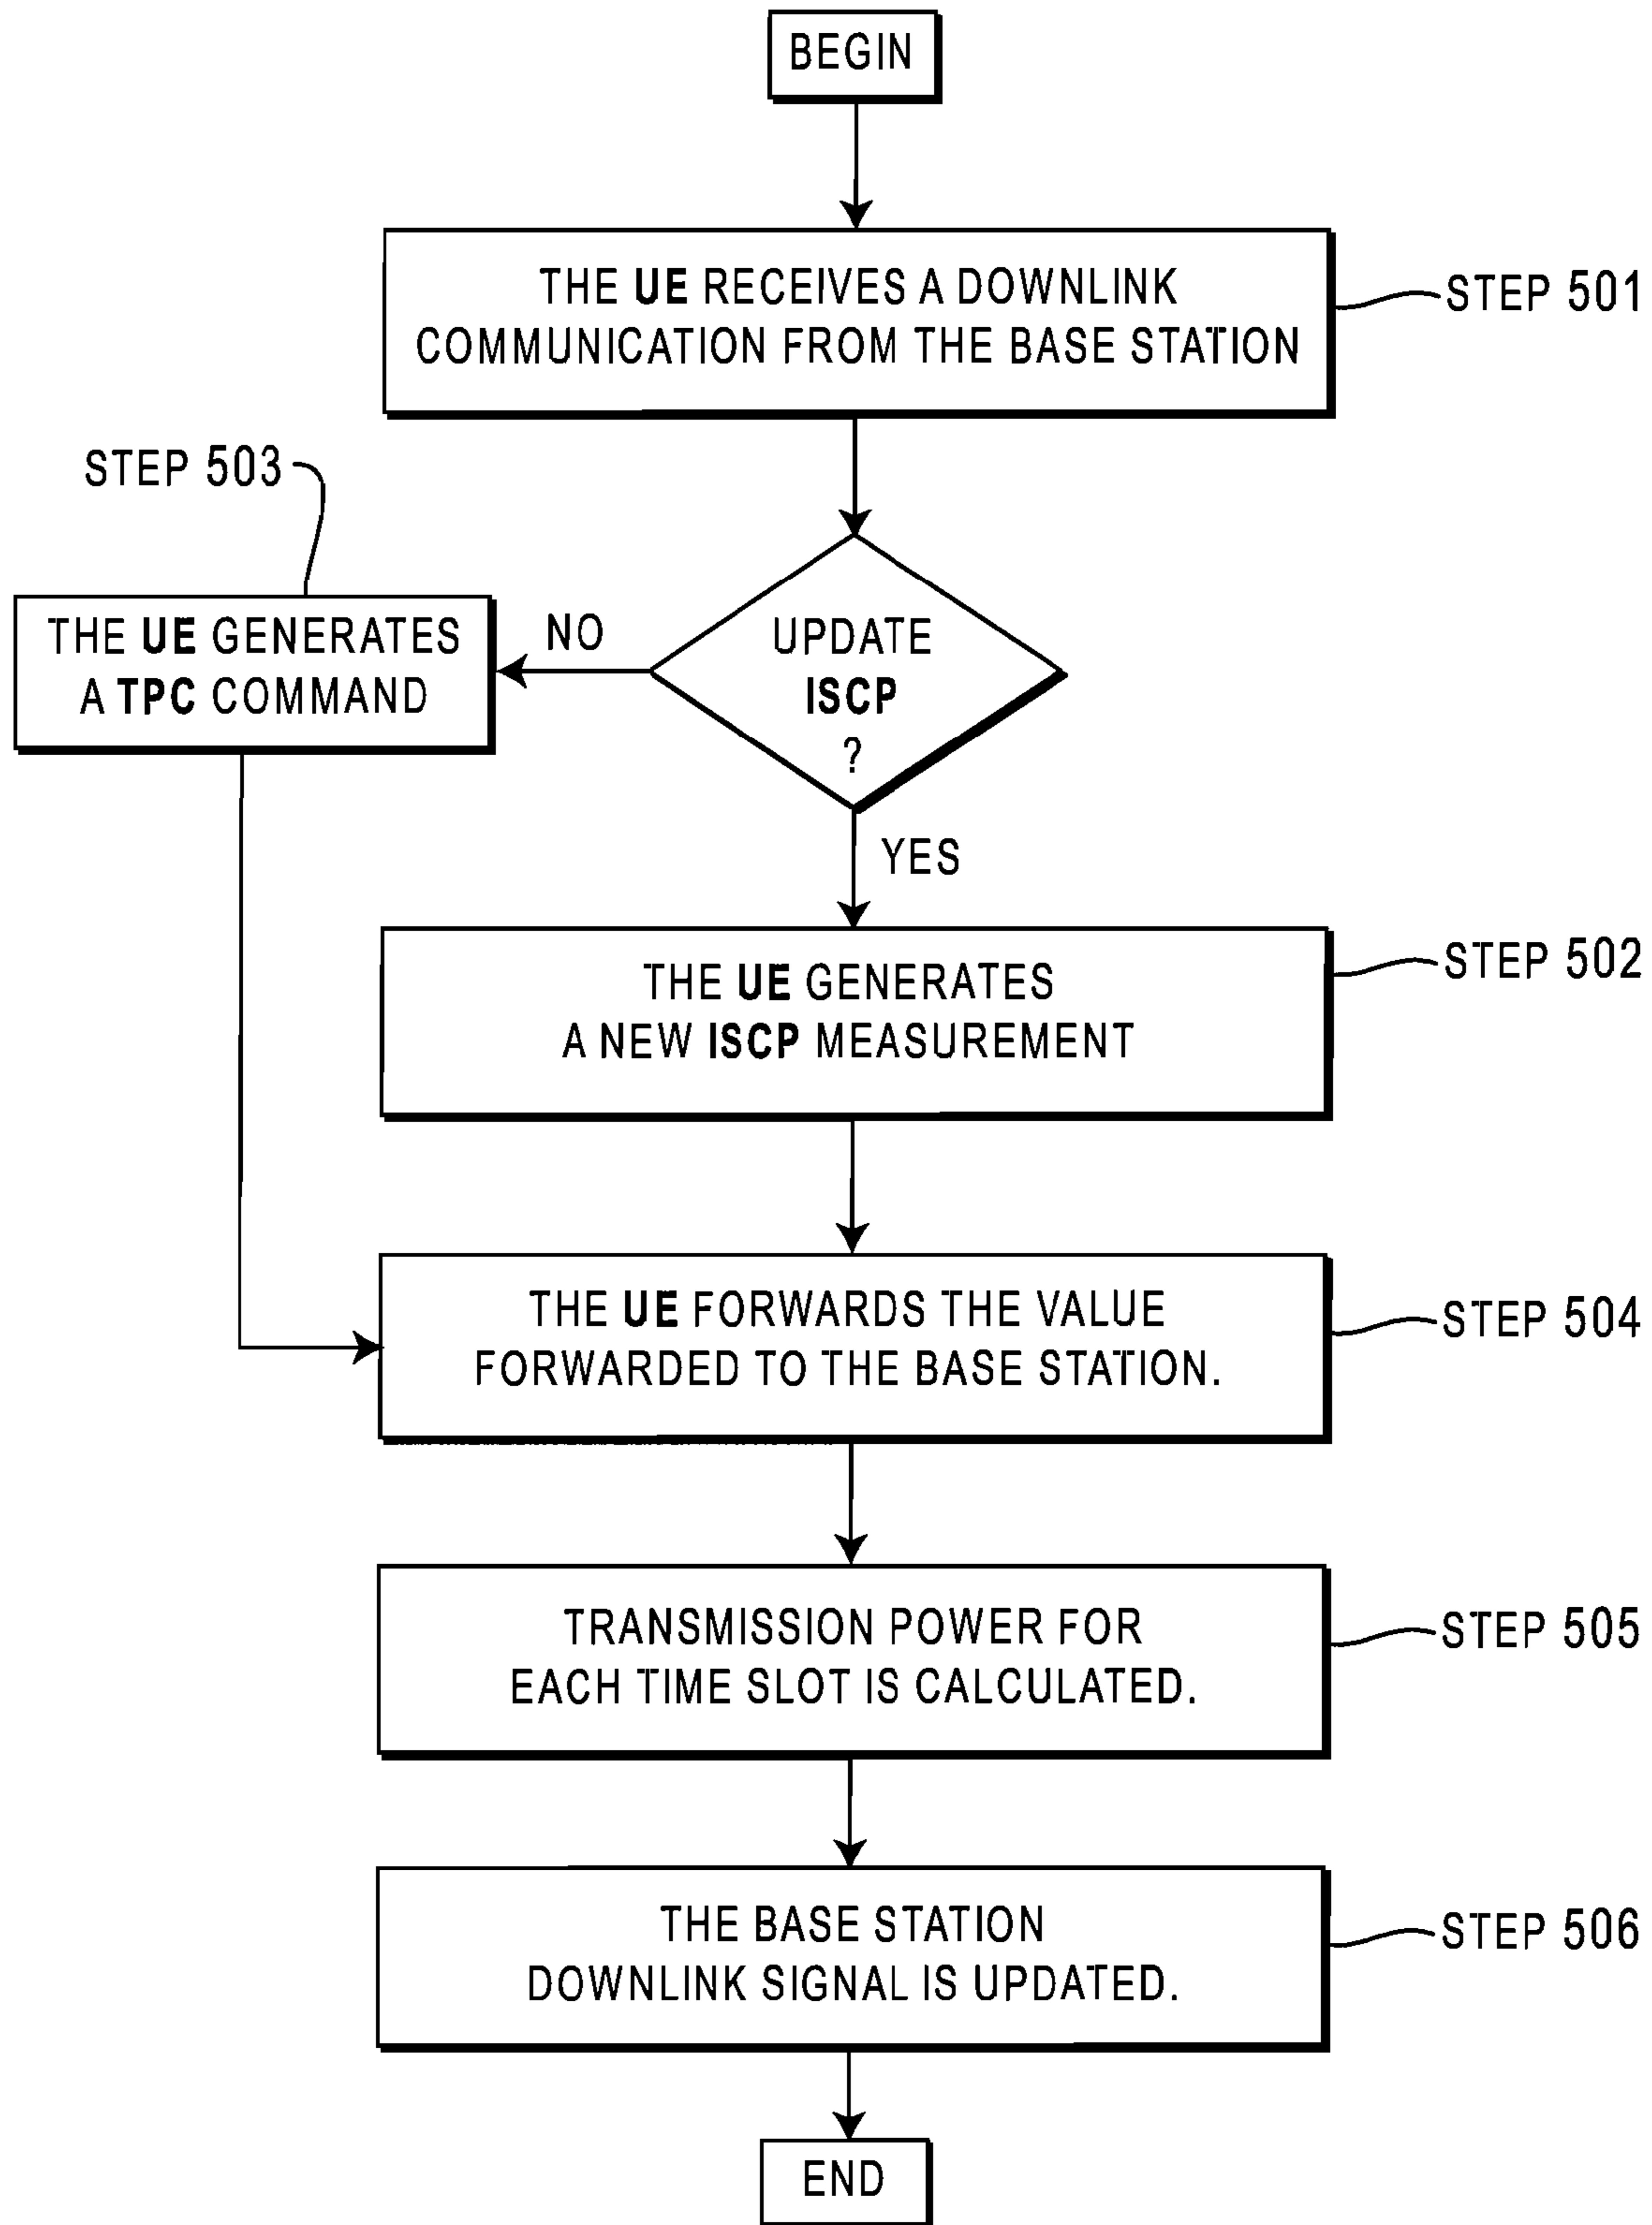 BEGIN
THE UE RECEIVES A DOWNLINK
COMMUNICATION FROM THE BASE STATION
STEP 501
STEP 503
THE UE GENERATES
A TPC COMMAND
NO
UPDATE
ISCP
?
YES
THE UE GENERATES
A NEW ISCP MEASUREMENT
STEP 502
THE UE FORWARDS THE VALUE
FORWARDED TO THE BASE STATION.
STEP 504
TRANSMISSION POWER FOR
EACH TIME SLOT IS CALCULATED.
STEP 505
THE BASE STATION
DOWNLINK SIGNAL IS UPDATED.
STEP 506
END